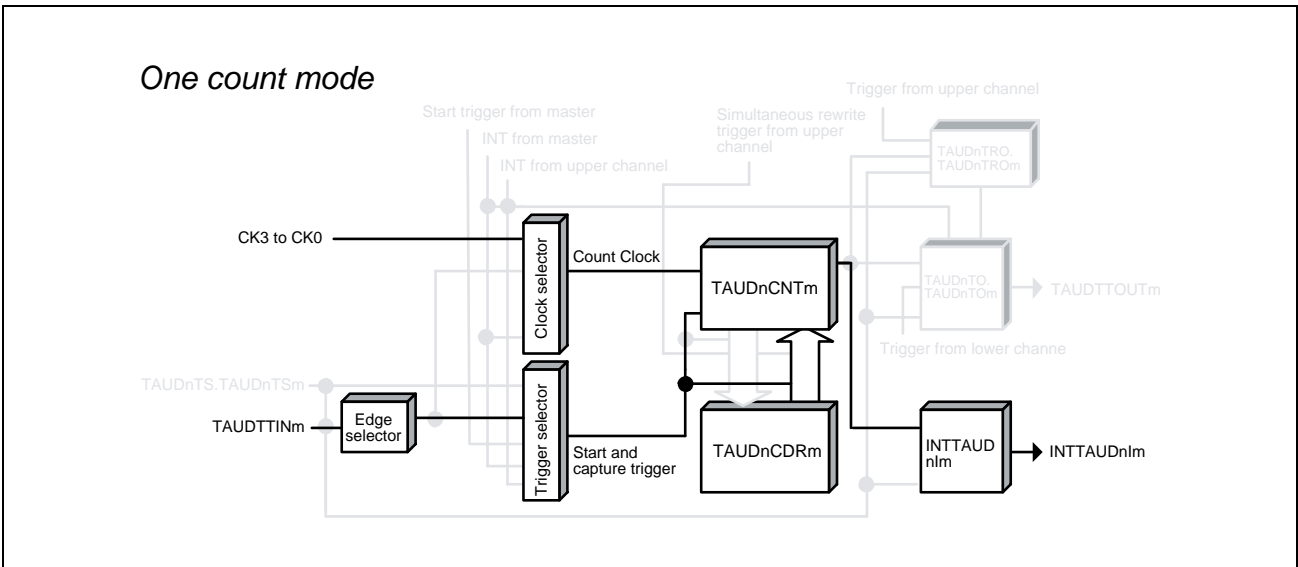 One count mode
Trigger from upper channel
Start trigger from master
Simultaneous rewrite
trigger from upper
channel
INT from master
INT from upper channel
TAUDnTRO.
TAUDnTROm
CK3 to CK0
Clock selector
Count Clock
TAUDnCNTm
TAUDnTO.
TAUDnTOm
TAUDTTOUTm
Trigger from lower channe
TAUDnTS.TAUDnTSm
TAUDTTINm
Edge
selector
Trigger selector
Start and
capture trigger
TAUDnCDRm
INTTAUD
nIm
INTTAUDnIm